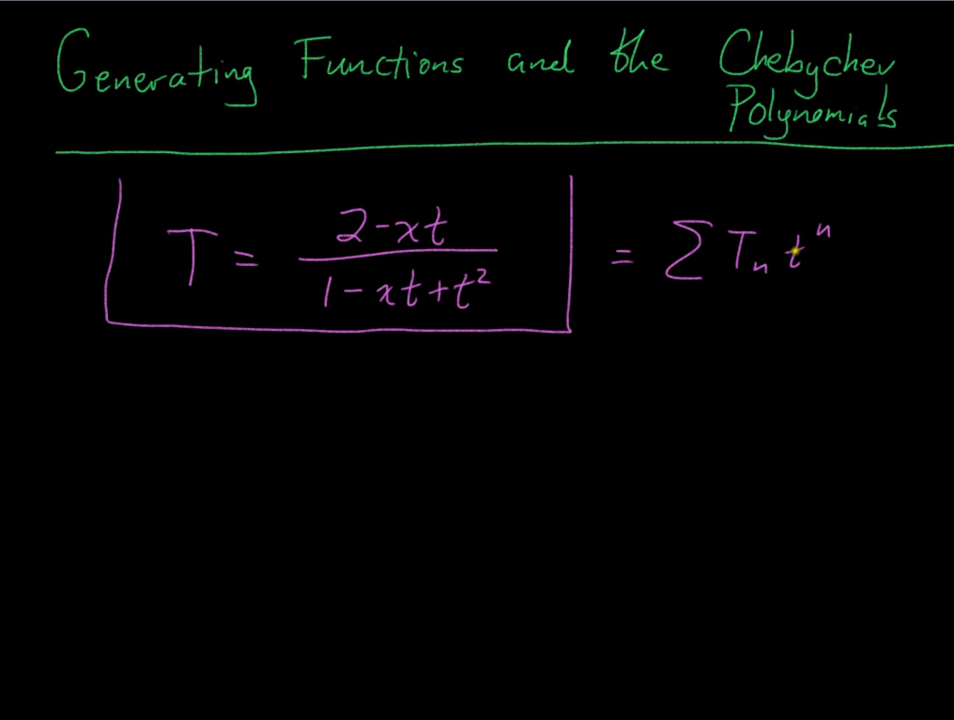 Generating Functions and the Chebychev
Polynomials
T = (2-xt)/(1-xt+t²) = ∑ Tₙ tⁿ